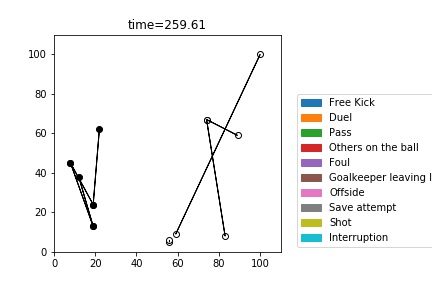 time=259.61
100
80
60
40
20
0
0 20 40 60 80 100
Free Kick
Duel
Pass
Others on the ball
Foul
Goalkeeper leaving l
Offside
Save attempt
Shot
Interruption